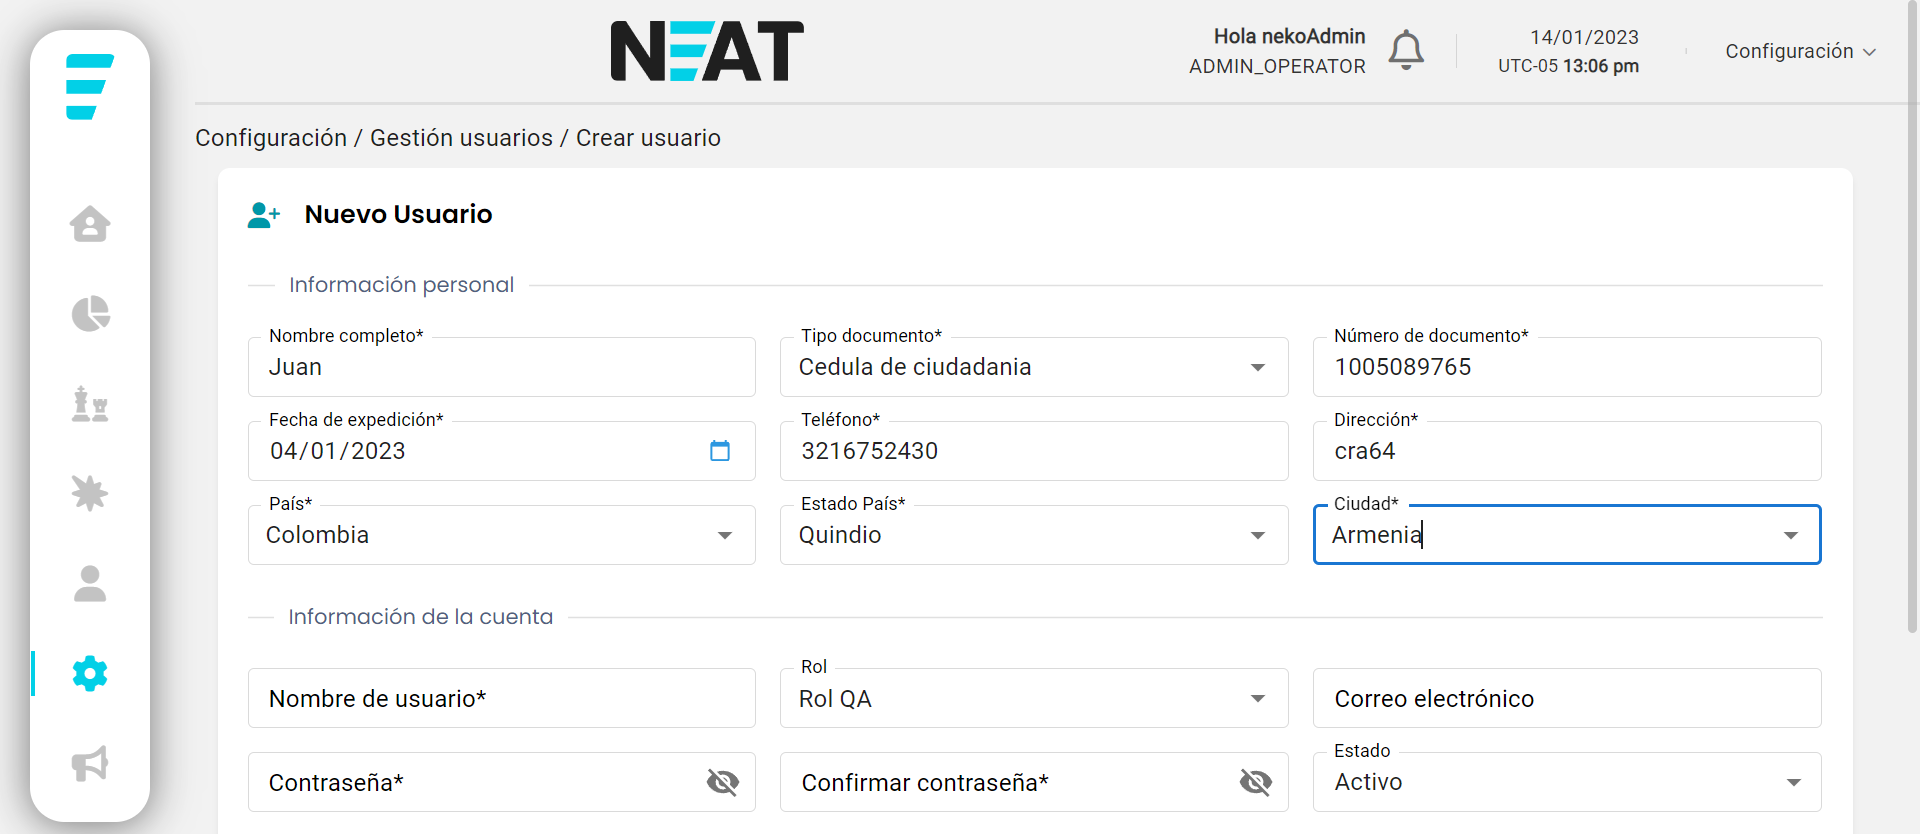 NEAT
Hola nekoAdmin
ADMIN_OPERATOR
14/01/2023
UTC-05 13:06 pm
Configuración
Configuración / Gestión usuarios / Crear usuario
Nuevo Usuario
Información personal
Nombre completo*
Juan
Tipo documento*
Cedula de ciudadania
Número de documento*
1005089765
Fecha de expedición*
04/01/2023
Teléfono*
3216752430
Dirección*
cra64
País*
Colombia
Estado País*
Quindio
Ciudad*
Armenia
Información de la cuenta
Nombre de usuario*
Rol
Rol QA
Correo electrónico
Contraseña*
Confirmar contraseña*
Estado
Activo